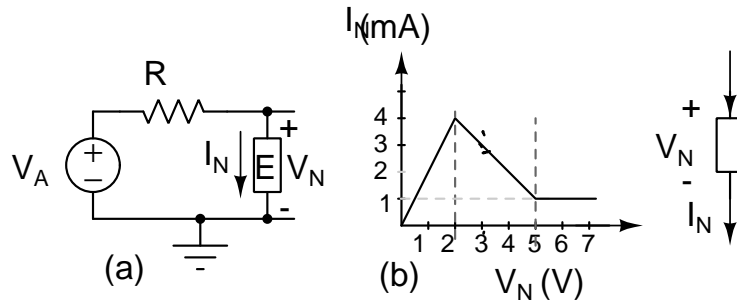 I_N(mA)
R
+
V_A
+
−
I_N
E
V_N
-
(a)
4
3
2
1
1 2 3 4 5 6 7
(b)
V_N (V)
+
V_N
-
I_N